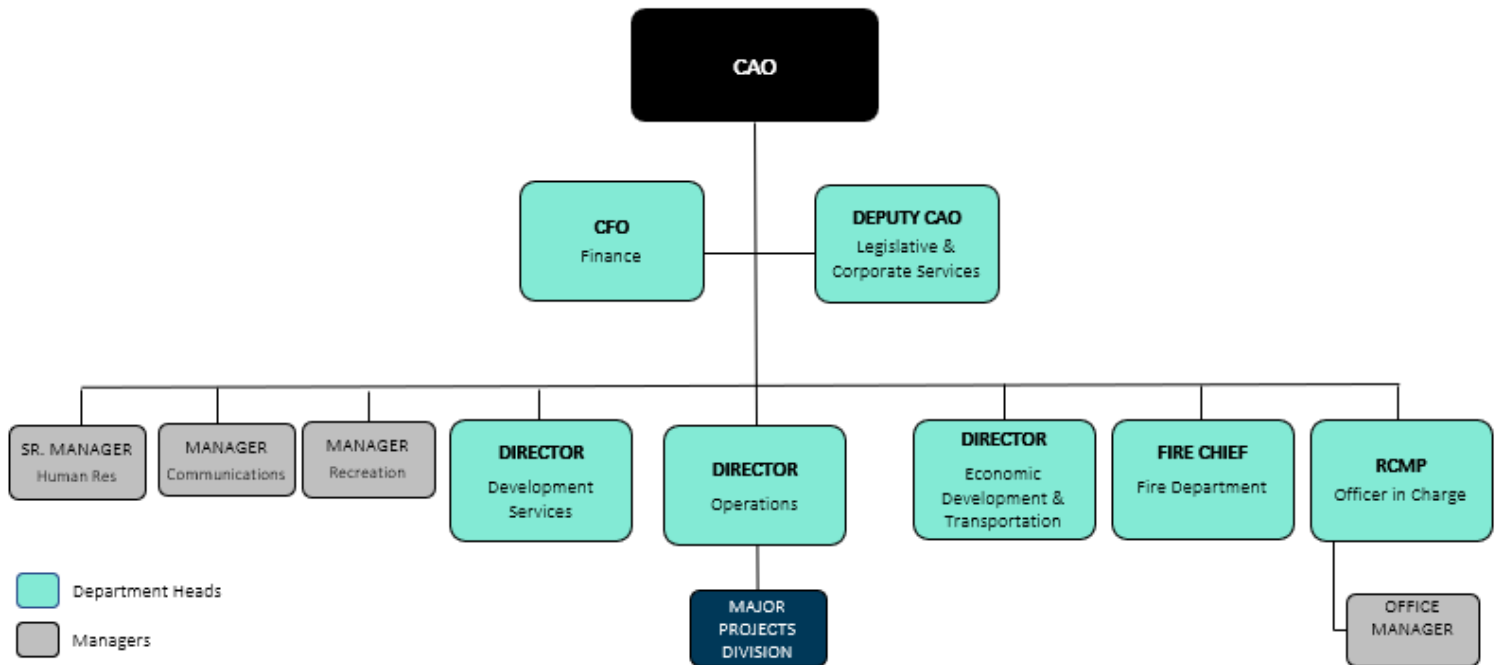 CAO
CFO
Finance
DEPUTY CAO
Legislative &
Corporate Services
SR. MANAGER
Human Res
MANAGER
Communications
MANAGER
Recreation
DIRECTOR
Development
Services
DIRECTOR
Operations
DIRECTOR
Economic
Development &
Transportation
FIRE CHIEF
Fire Department
RCMP
Officer in Charge
MAJOR
PROJECTS
DIVISION
OFFICE
MANAGER
Department Heads
Managers